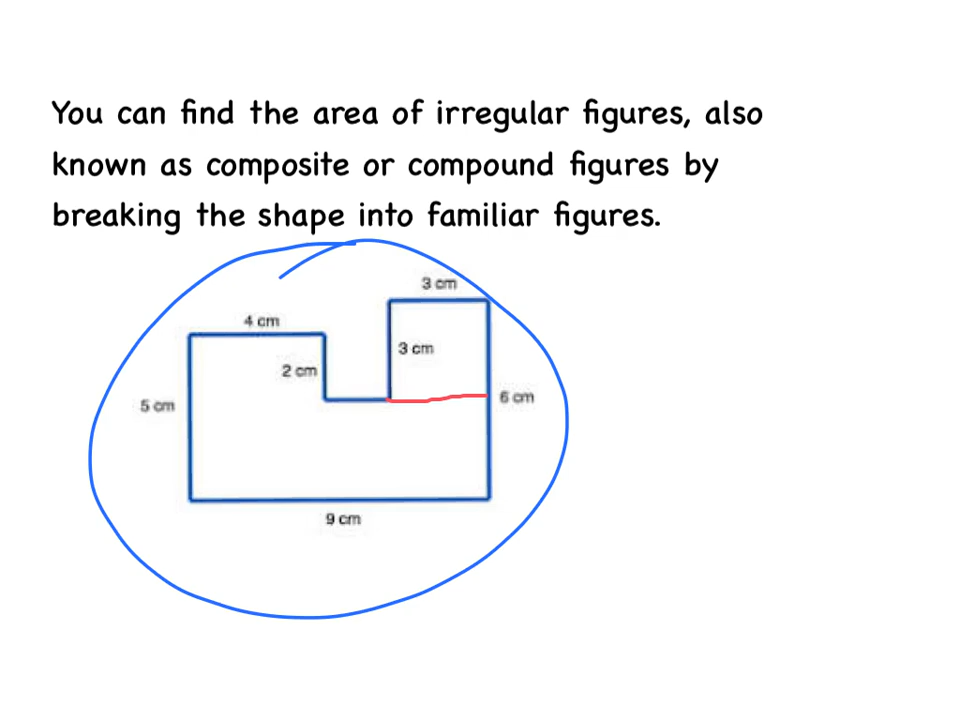 You can find the area of irregular figures, also
known as composite or compound figures by
breaking the shape into familiar figures.
3 cm
4 cm
3 cm
2 cm
6 cm
5 cm
9 cm